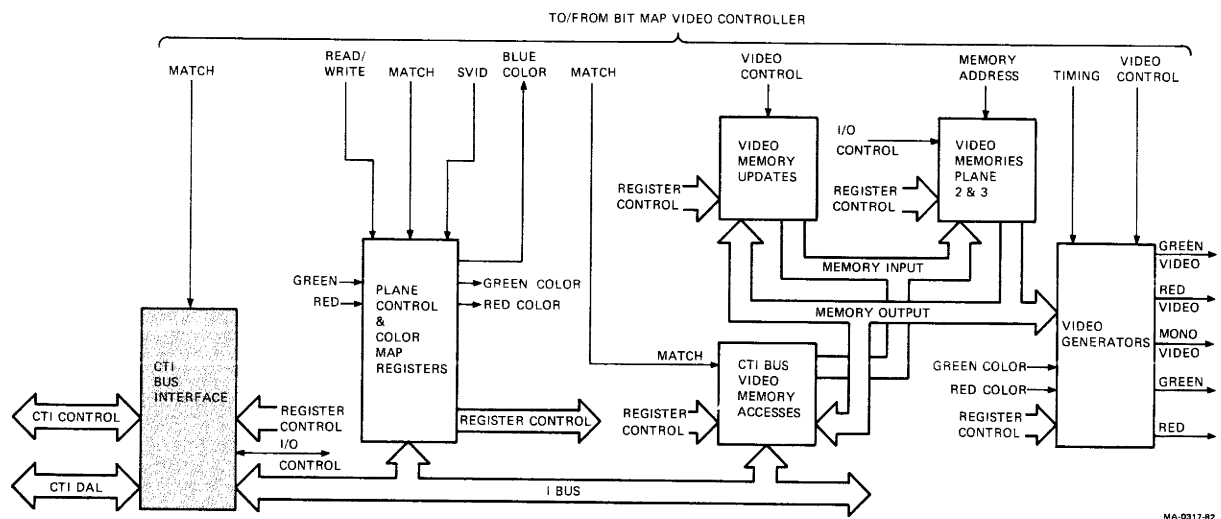 TO/FROM BIT MAP VIDEO CONTROLLER
MATCH
READ/
WRITE
MATCH
SVID
BLUE
COLOR
MATCH
VIDEO
CONTROL
MEMORY
ADDRESS
TIMING
VIDEO
CONTROL
VIDEO
MEMORY
UPDATES
REGISTER
CONTROL
I/O
CONTROL
VIDEO
MEMORIES
PLANE
2 & 3
REGISTER
CONTROL
MEMORY INPUT
MEMORY OUTPUT
GREEN
RED
PLANE
CONTROL
&
COLOR
MAP
REGISTERS
GREEN COLOR
RED COLOR
REGISTER CONTROL
CTI
BUS
INTERFACE
CTI CONTROL
CTI DAL
REGISTER
CONTROL
I/O
CONTROL
I BUS
MATCH
CTI BUS
VIDEO
MEMORY
ACCESSES
REGISTER
CONTROL
VIDEO
GENERATORS
GREEN COLOR
RED COLOR
REGISTER
CONTROL
GREEN
VIDEO
RED
VIDEO
MONO
VIDEO
GREEN
RED
MA-0317-82